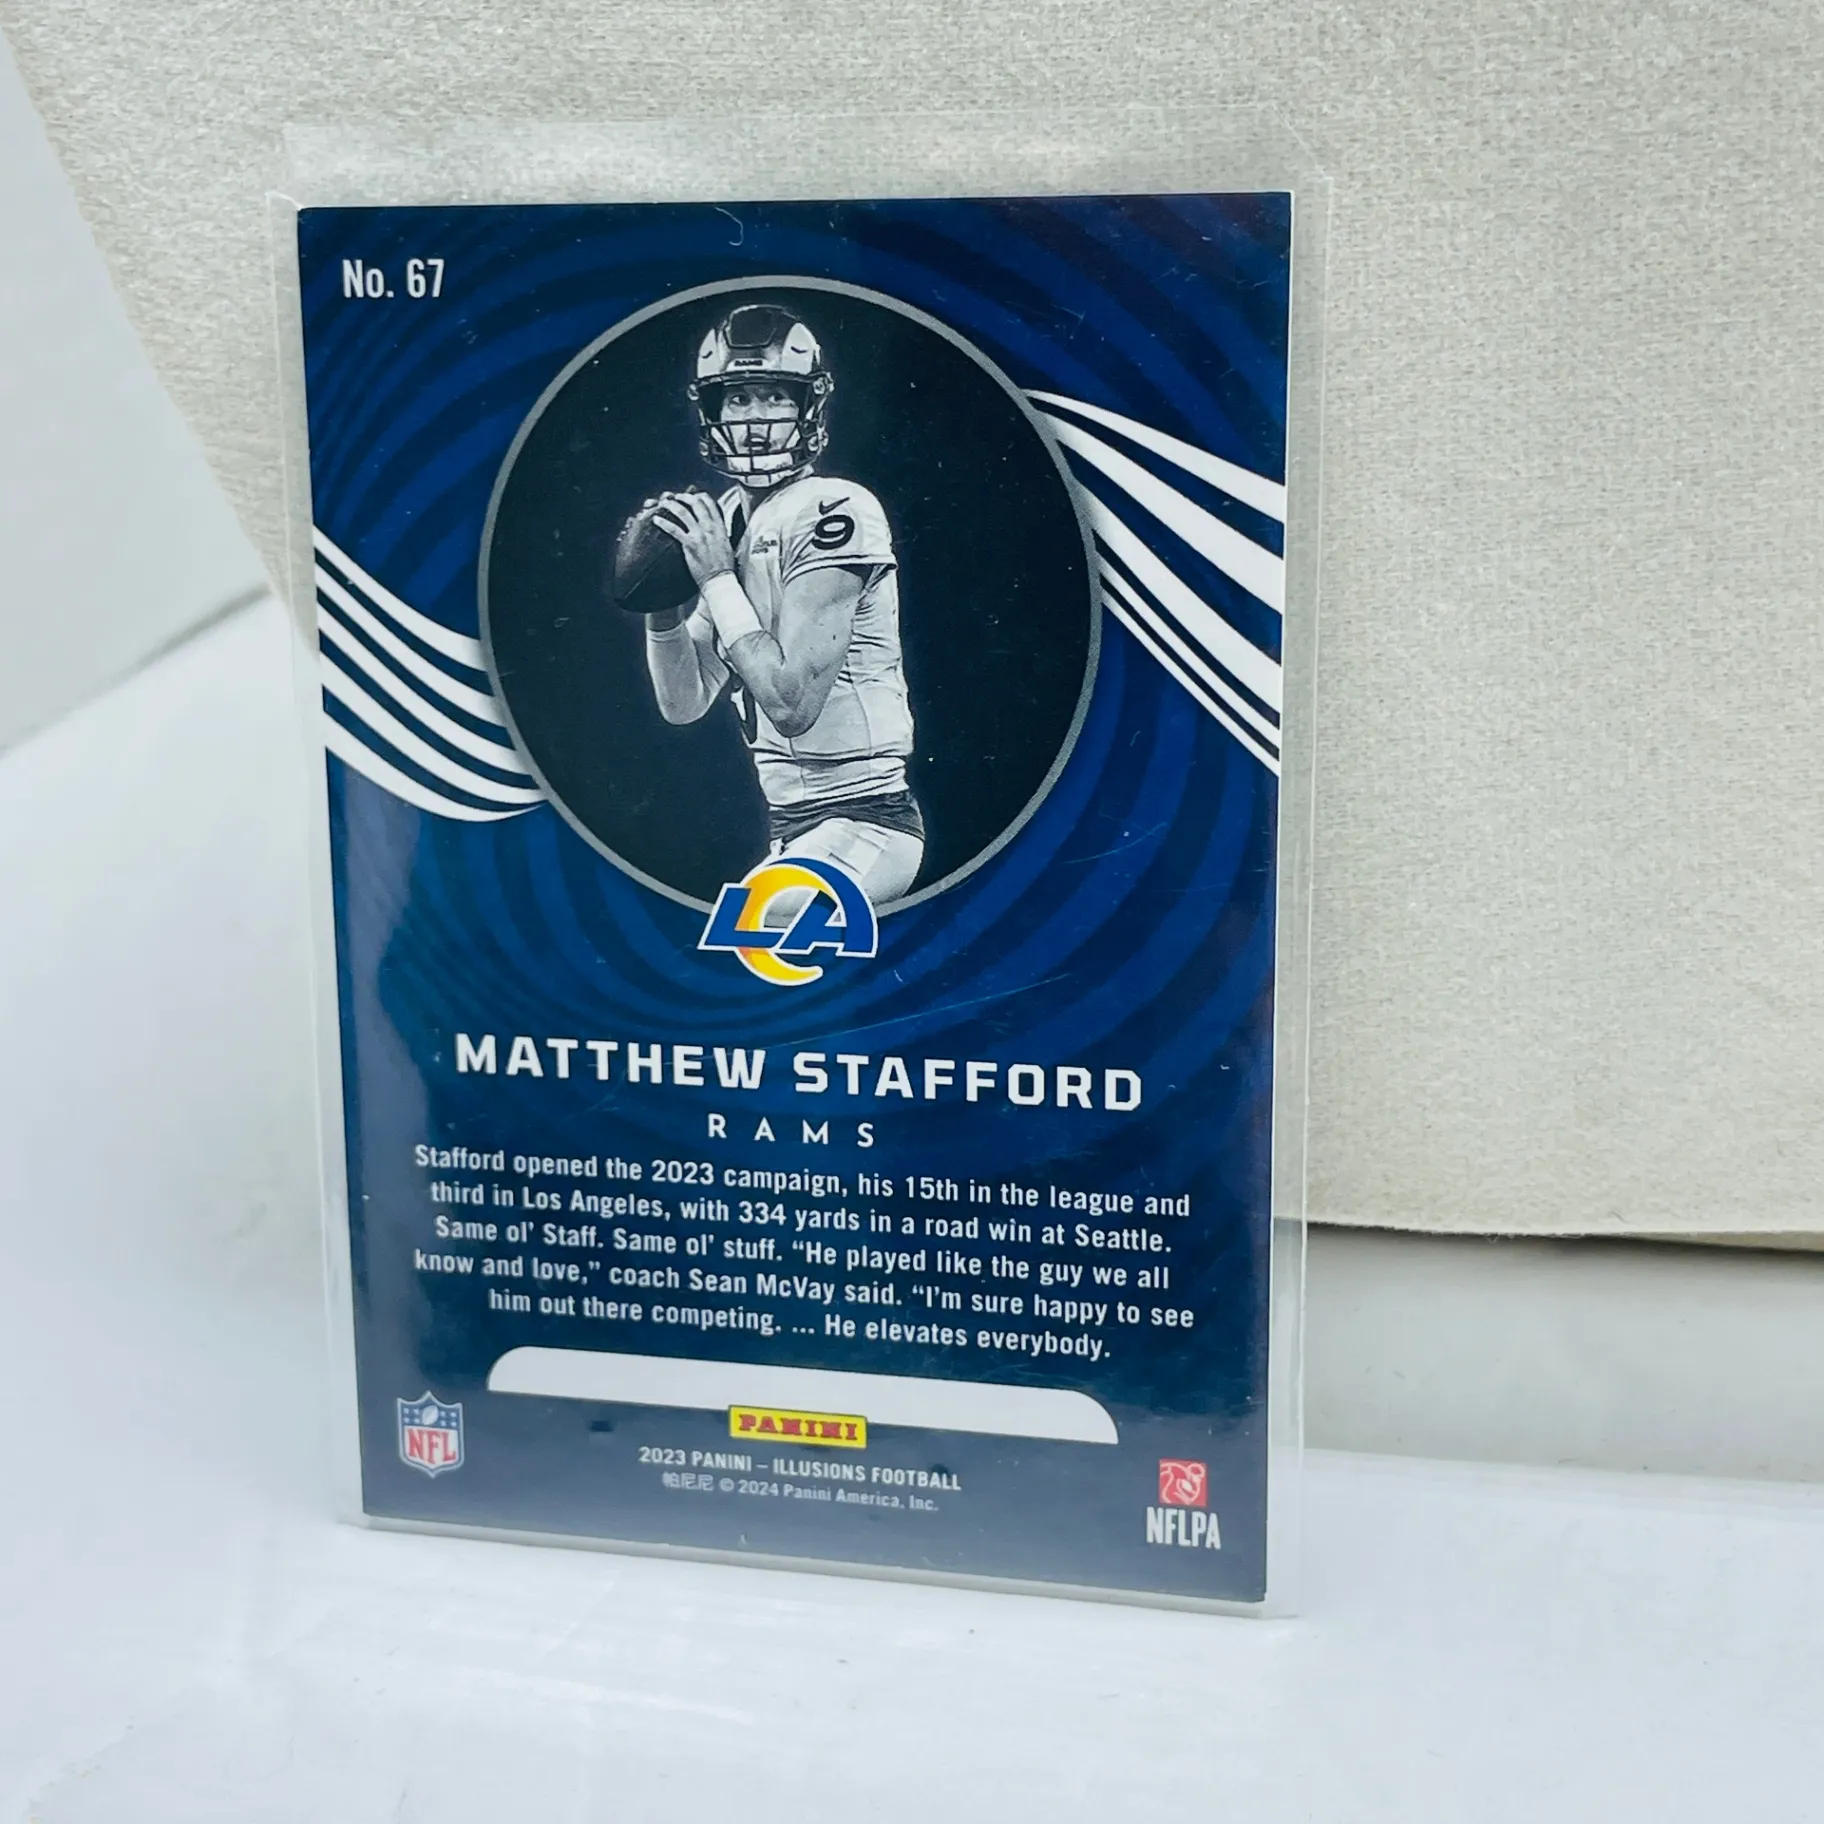 No. 67
RAMS
9
LA
MATTHEW STAFFORD
RAMS
Stafford opened the 2023 campaign, his 15th in the league and
third in Los Angeles, with 334 yards in a road win at Seattle.
Same ol’ Staff. Same ol’ stuff. “He played like the guy we all
know and love,” coach Sean McVay said. “I’m sure happy to see
him out there competing. ... He elevates everybody.
PANINI
NFL
2023 PANINI – ILLUSIONS FOOTBALL
帕尼尼 © 2024 Panini America, Inc.
NFLPA